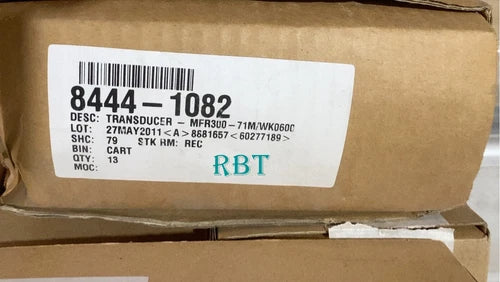 8444-1082
DESC: TRANSDUCER - MFR300-71M/WK0600
LOT: 27MAY2011<A>8681657<60277189>
SHC: 79 STK RM: REC
BIN: CART
QTY: 13
MOC:
RBT